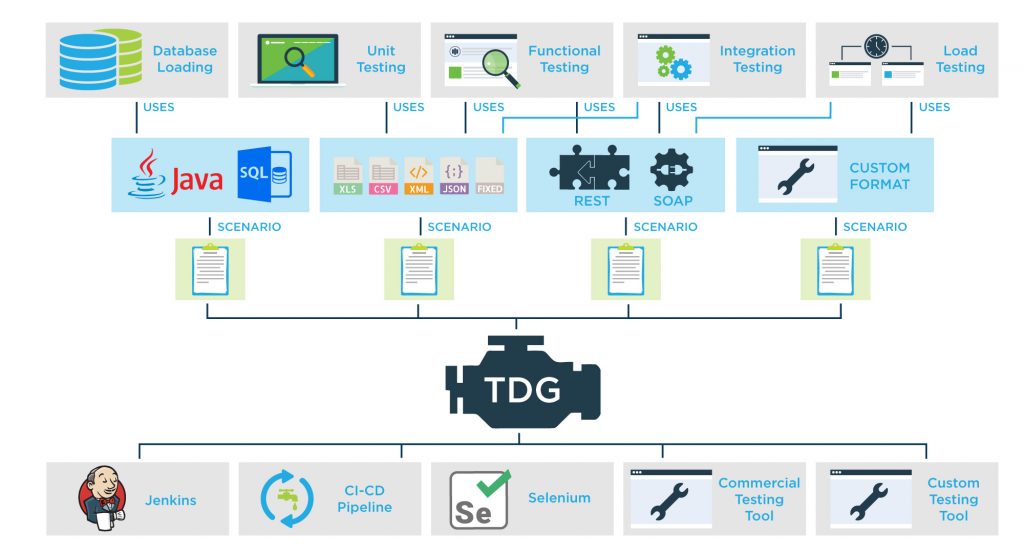 Database
Loading
Unit
Testing
Functional
Testing
Integration
Testing
Load
Testing
USES
USES
USES
USES
USES
USES
Java
SQL
XLS
CSV
XML
{;}
JSON
FIXED
REST
SOAP
CUSTOM
FORMAT
SCENARIO
SCENARIO
SCENARIO
SCENARIO
TDG
Jenkins
CI-CD
Pipeline
Se
Selenium
Commercial
Testing
Tool
Custom
Testing
Tool